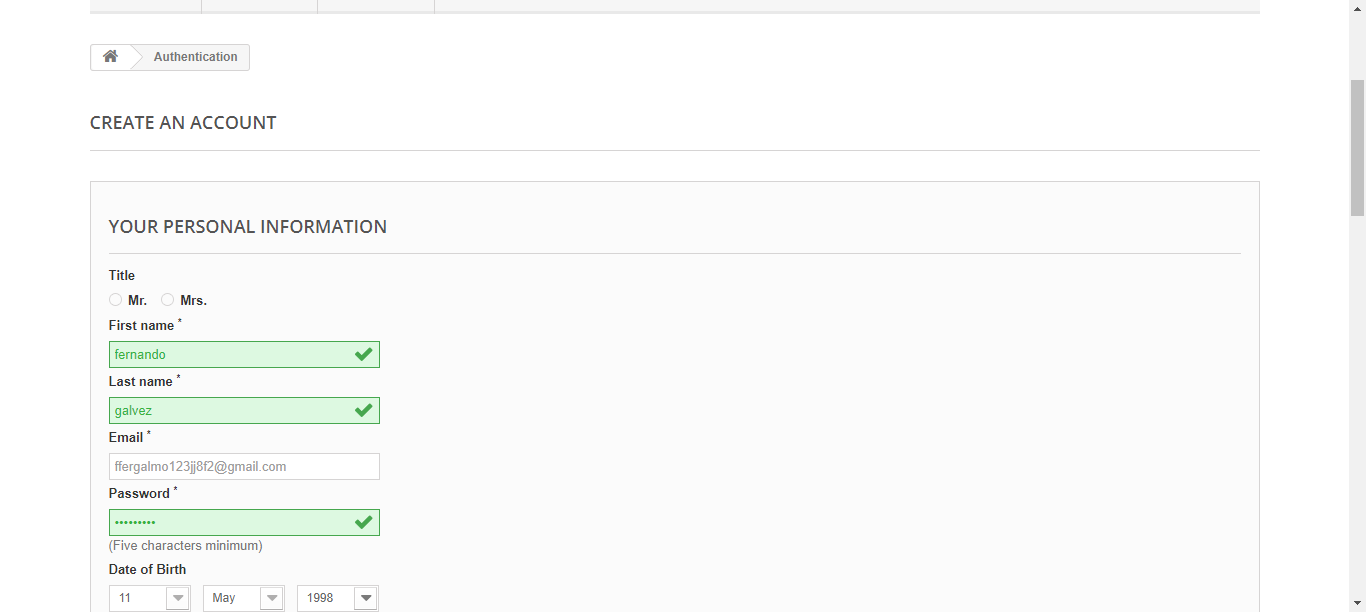 Authentication
CREATE AN ACCOUNT
YOUR PERSONAL INFORMATION
Title
Mr. Mrs.
First name *
fernando
Last name *
galvez
Email *
ffergalmo123jj8f2@gmail.com
Password *
•••••••••
(Five characters minimum)
Date of Birth
11 May 1998